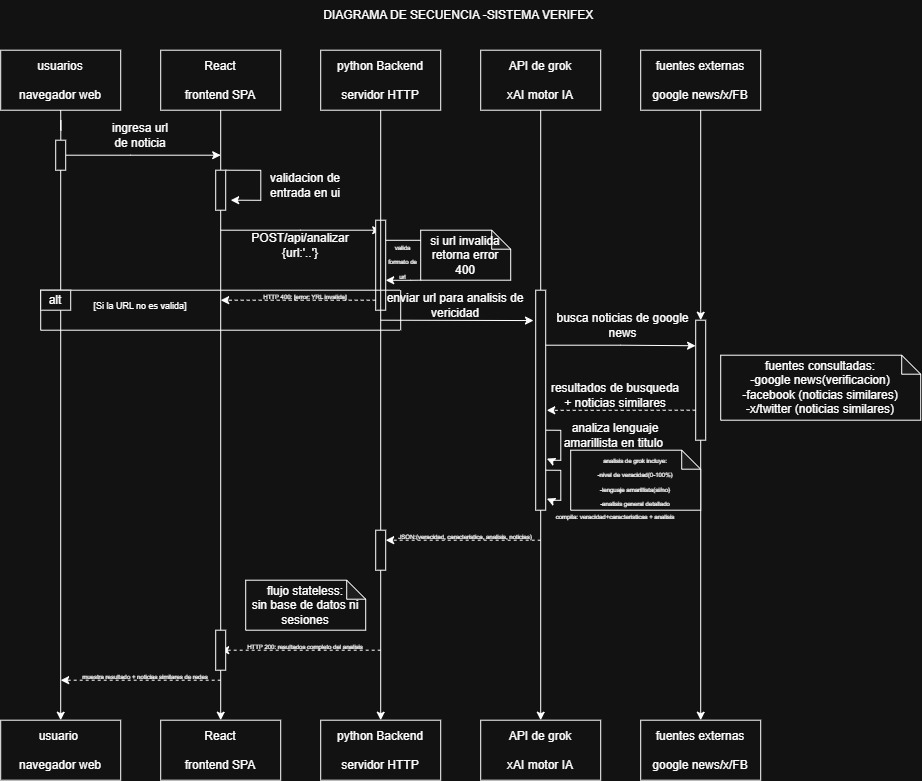 DIAGRAMA DE SECUENCIA -SISTEMA VERIFEX
usuarios
navegador web
React
frontend SPA
python Backend
servidor HTTP
API de grok
xAI motor IA
fuentes externas
google news/x/FB
ingresa url
de noticia
validacion de
entrada en ui
POST/api/analizar
{url:'..'}
valida
formato de
url
si url invalida
retorna error
400
alt
[Si la URL no es valida]
HTTP 400: [error: YRL invalida]
enviar url para analisis de
vericidad
busca noticias de google
news
fuentes consultadas:
-google news(verificacion)
-facebook (noticias similares)
-x/twitter (noticias similares)
resultados de busqueda
+ noticias similares
analiza lenguaje
amarillista en titulo
analisis de grok incluye:
-nivel de veracidad(0-100%)
-lenguaje amarillista(si/no)
-analisis general detallado
compila: veracidad+caracteristicas + analisis
JSON:(veracidad, caracteristica, analisis, noticias)
flujo stateless:
sin base de datos ni
sesiones
HTTP 200: resultados completo del analisis
muestra resultado + noticias similares de redes
usuario
navegador web
React
frontend SPA
python Backend
servidor HTTP
API de grok
xAI motor IA
fuentes externas
google news/x/FB